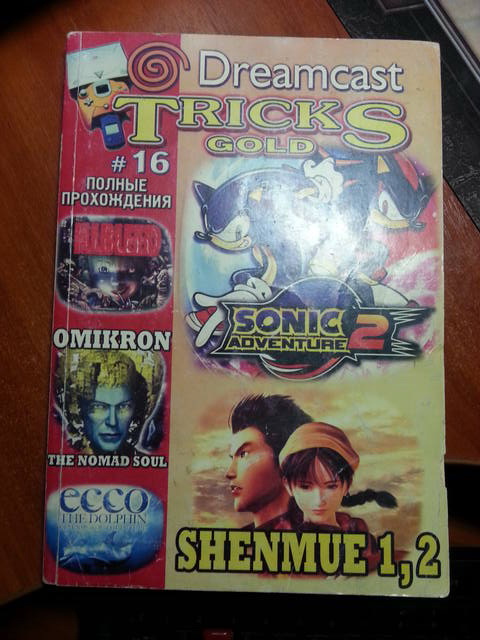 Dreamcast
TRICKS
GOLD
#16
ПОЛНЫЕ
ПРОХОЖДЕНИЯ
OMIKRON
THE NOMAD SOUL
ecco
THE DOLPHIN
SONIC
ADVENTURE 2
SHENMUE 1,2